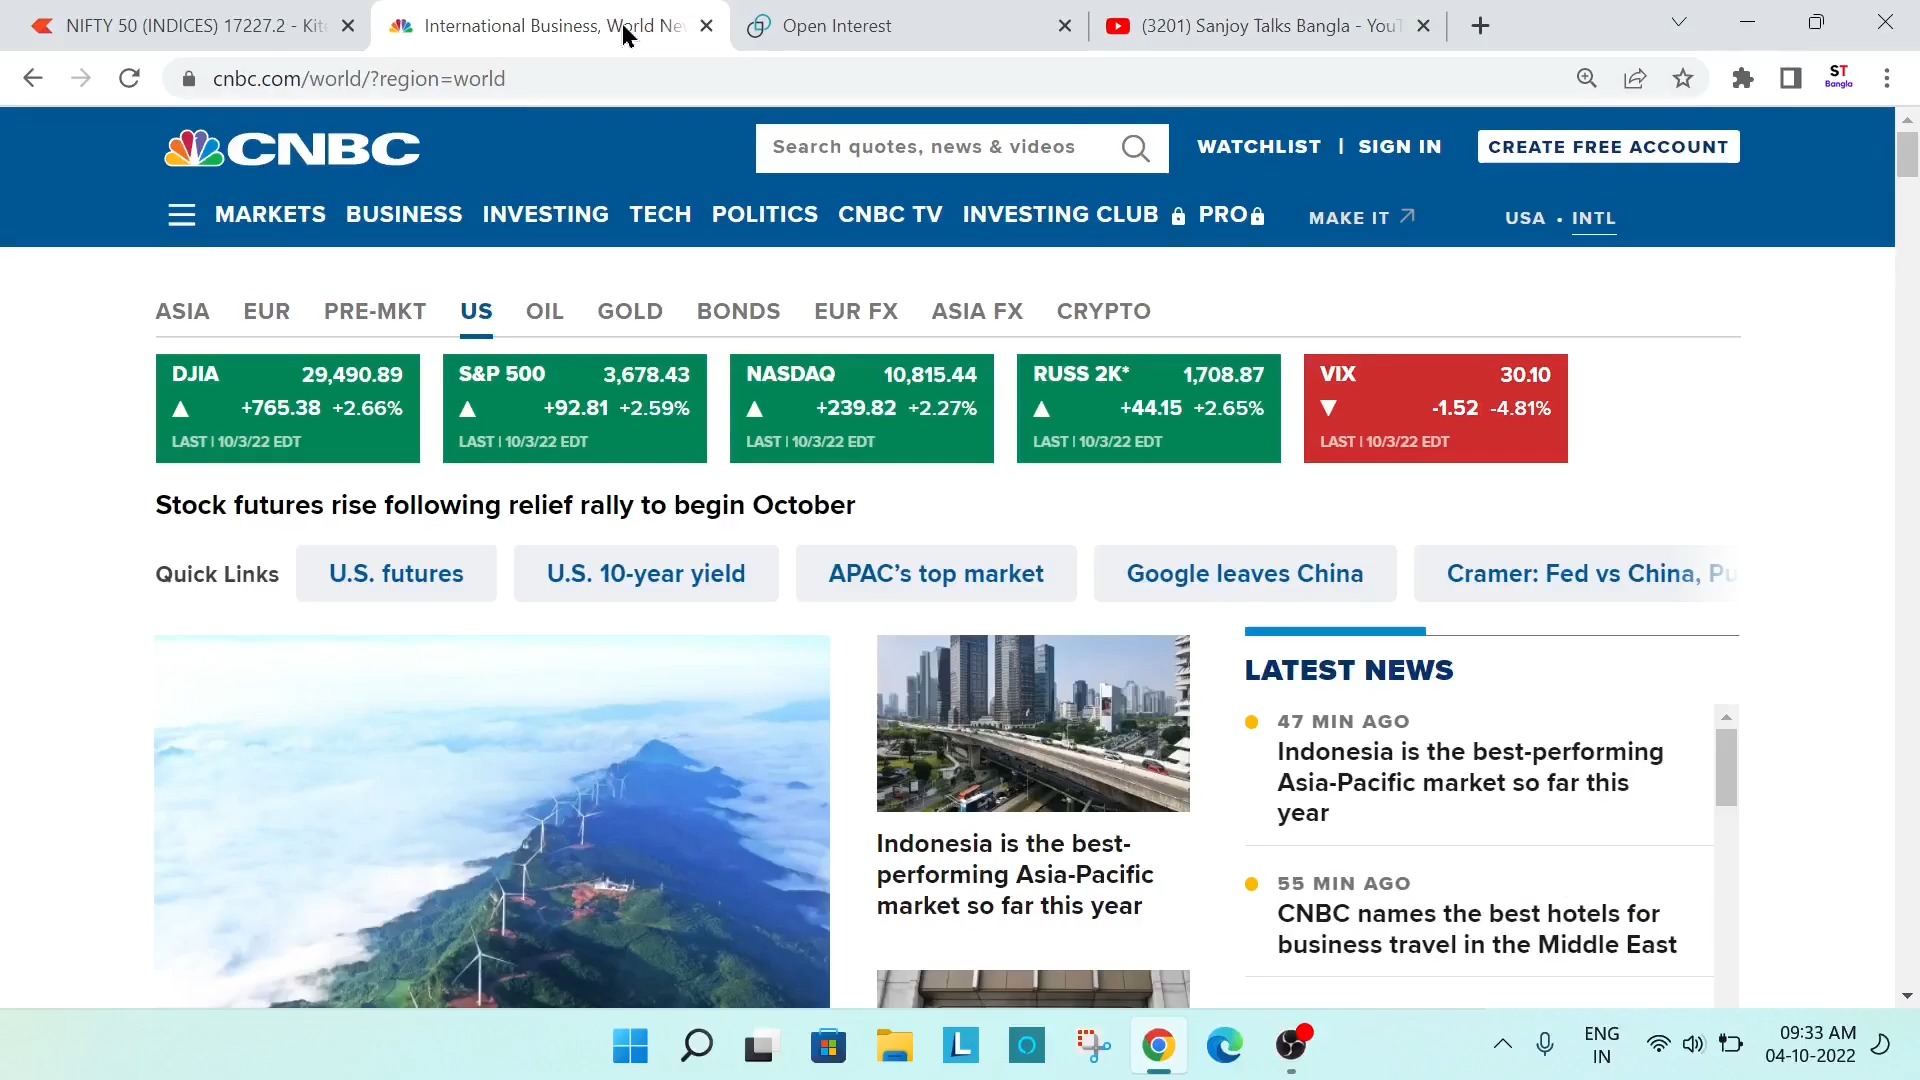 NIFTY 50 (INDICES) 17227.2 - Kite
International Business, World Ne
Open Interest
(3201) Sanjoy Talks Bangla - YouT
cnbc.com/world/?region=world
ST
Bangla
CNBC
Search quotes, news & videos
WATCHLIST | SIGN IN
CREATE FREE ACCOUNT
MARKETS BUSINESS INVESTING TECH POLITICS CNBC TV INVESTING CLUB PRO MAKE IT USA • INTL
ASIA EUR PRE-MKT US OIL GOLD BONDS EUR FX ASIA FX CRYPTO
DJIA 29,490.89
+765.38 +2.66%
LAST | 10/3/22 EDT
S&P 500 3,678.43
+92.81 +2.59%
LAST | 10/3/22 EDT
NASDAQ 10,815.44
+239.82 +2.27%
LAST | 10/3/22 EDT
RUSS 2K* 1,708.87
+44.15 +2.65%
LAST | 10/3/22 EDT
VIX 30.10
-1.52 -4.81%
LAST | 10/3/22 EDT
Stock futures rise following relief rally to begin October
Quick Links U.S. futures U.S. 10-year yield APAC’s top market Google leaves China Cramer: Fed vs China, Pu
Indonesia is the best-
performing Asia-Pacific
market so far this year
LATEST NEWS
47 MIN AGO
Indonesia is the best-performing
Asia-Pacific market so far this
year
55 MIN AGO
CNBC names the best hotels for
business travel in the Middle East
L
ENG
IN
09:33 AM
04-10-2022